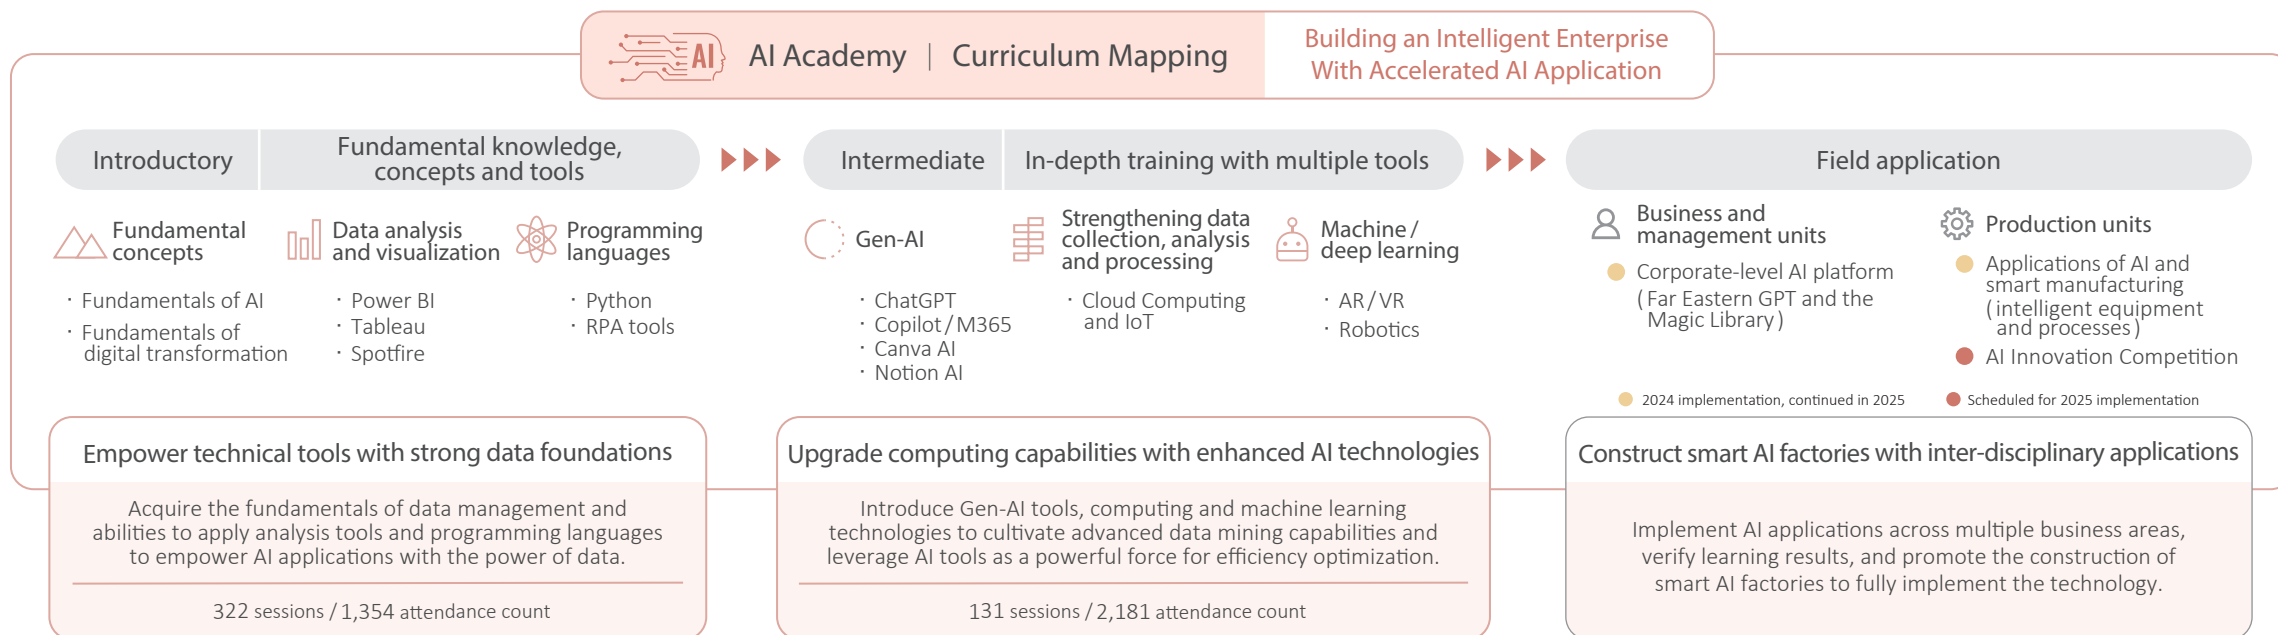 AI
AI Academy | Curriculum Mapping
Building an Intelligent Enterprise
With Accelerated AI Application
Introductory
Fundamental knowledge,
concepts and tools
Fundamental
concepts
· Fundamentals of AI
· Fundamentals of
digital transformation
Data analysis
and visualization
· Power BI
· Tableau
· Spotfire
Programming
languages
· Python
· RPA tools
Empower technical tools with strong data foundations
Acquire the fundamentals of data management and
abilities to apply analysis tools and programming languages
to empower AI applications with the power of data.
322 sessions / 1,354 attendance count
Intermediate
In-depth training with multiple tools
Gen-AI
· ChatGPT
· Copilot / M365
· Canva AI
· Notion AI
Strengthening data
collection, analysis
and processing
· Cloud Computing
and IoT
Machine /
deep learning
· AR / VR
· Robotics
Upgrade computing capabilities with enhanced AI technologies
Introduce Gen-AI tools, computing and machine learning
technologies to cultivate advanced data mining capabilities and
leverage AI tools as a powerful force for efficiency optimization.
131 sessions / 2,181 attendance count
Field application
Business and
management units
Corporate-level AI platform
(Far Eastern GPT and the
Magic Library)
Production units
Applications of AI and
smart manufacturing
(intelligent equipment
and processes)
AI Innovation Competition
2024 implementation, continued in 2025
Scheduled for 2025 implementation
Construct smart AI factories with inter-disciplinary applications
Implement AI applications across multiple business areas,
verify learning results, and promote the construction of
smart AI factories to fully implement the technology.